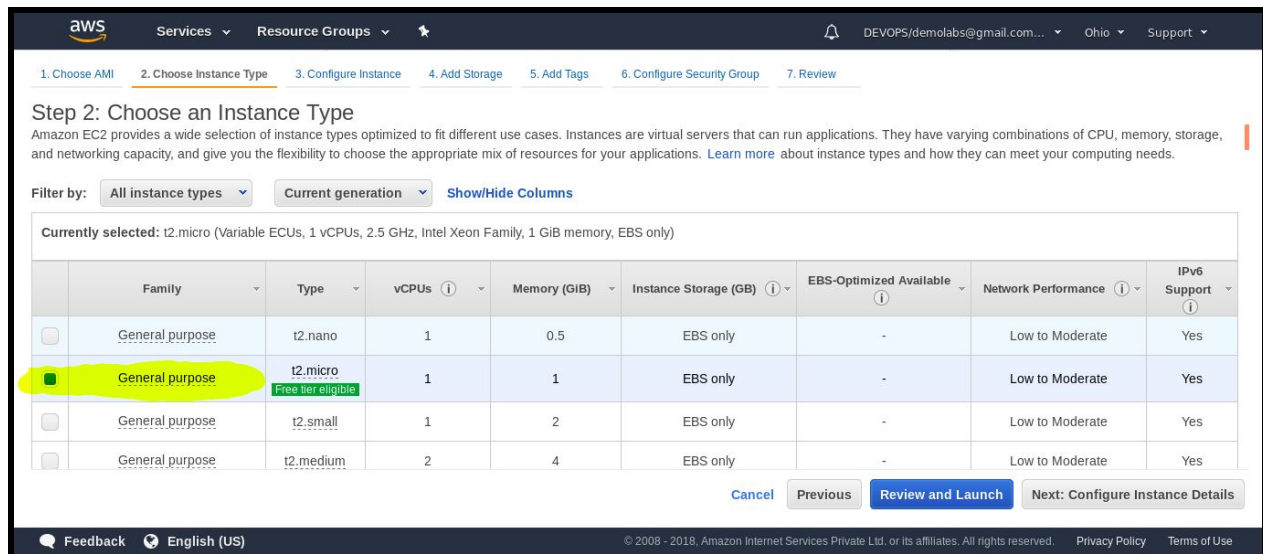 aws Services Resource Groups DEVOPS/demolabs@gmail.com... Ohio Support
1. Choose AMI 2. Choose Instance Type 3. Configure Instance 4. Add Storage 5. Add Tags 6. Configure Security Group 7. Review
Step 2: Choose an Instance Type
Amazon EC2 provides a wide selection of instance types optimized to fit different use cases. Instances are virtual servers that can run applications. They have varying combinations of CPU, memory, storage,
and networking capacity, and give you the flexibility to choose the appropriate mix of resources for your applications. Learn more about instance types and how they can meet your computing needs.
Filter by: All instance types Current generation Show/Hide Columns
Currently selected: t2.micro (Variable ECUs, 1 vCPUs, 2.5 GHz, Intel Xeon Family, 1 GiB memory, EBS only)
Family Type vCPUs i Memory (GiB) Instance Storage (GB) i EBS-Optimized Available i Network Performance i IPv6 Support i
General purpose t2.nano 1 0.5 EBS only - Low to Moderate Yes
General purpose t2.micro Free tier eligible 1 1 EBS only - Low to Moderate Yes
General purpose t2.small 1 2 EBS only - Low to Moderate Yes
General purpose t2.medium 2 4 EBS only - Low to Moderate Yes
Cancel Previous Review and Launch Next: Configure Instance Details
Feedback English (US) © 2008 - 2018, Amazon Internet Services Private Ltd. or its affiliates. All rights reserved. Privacy Policy Terms of Use